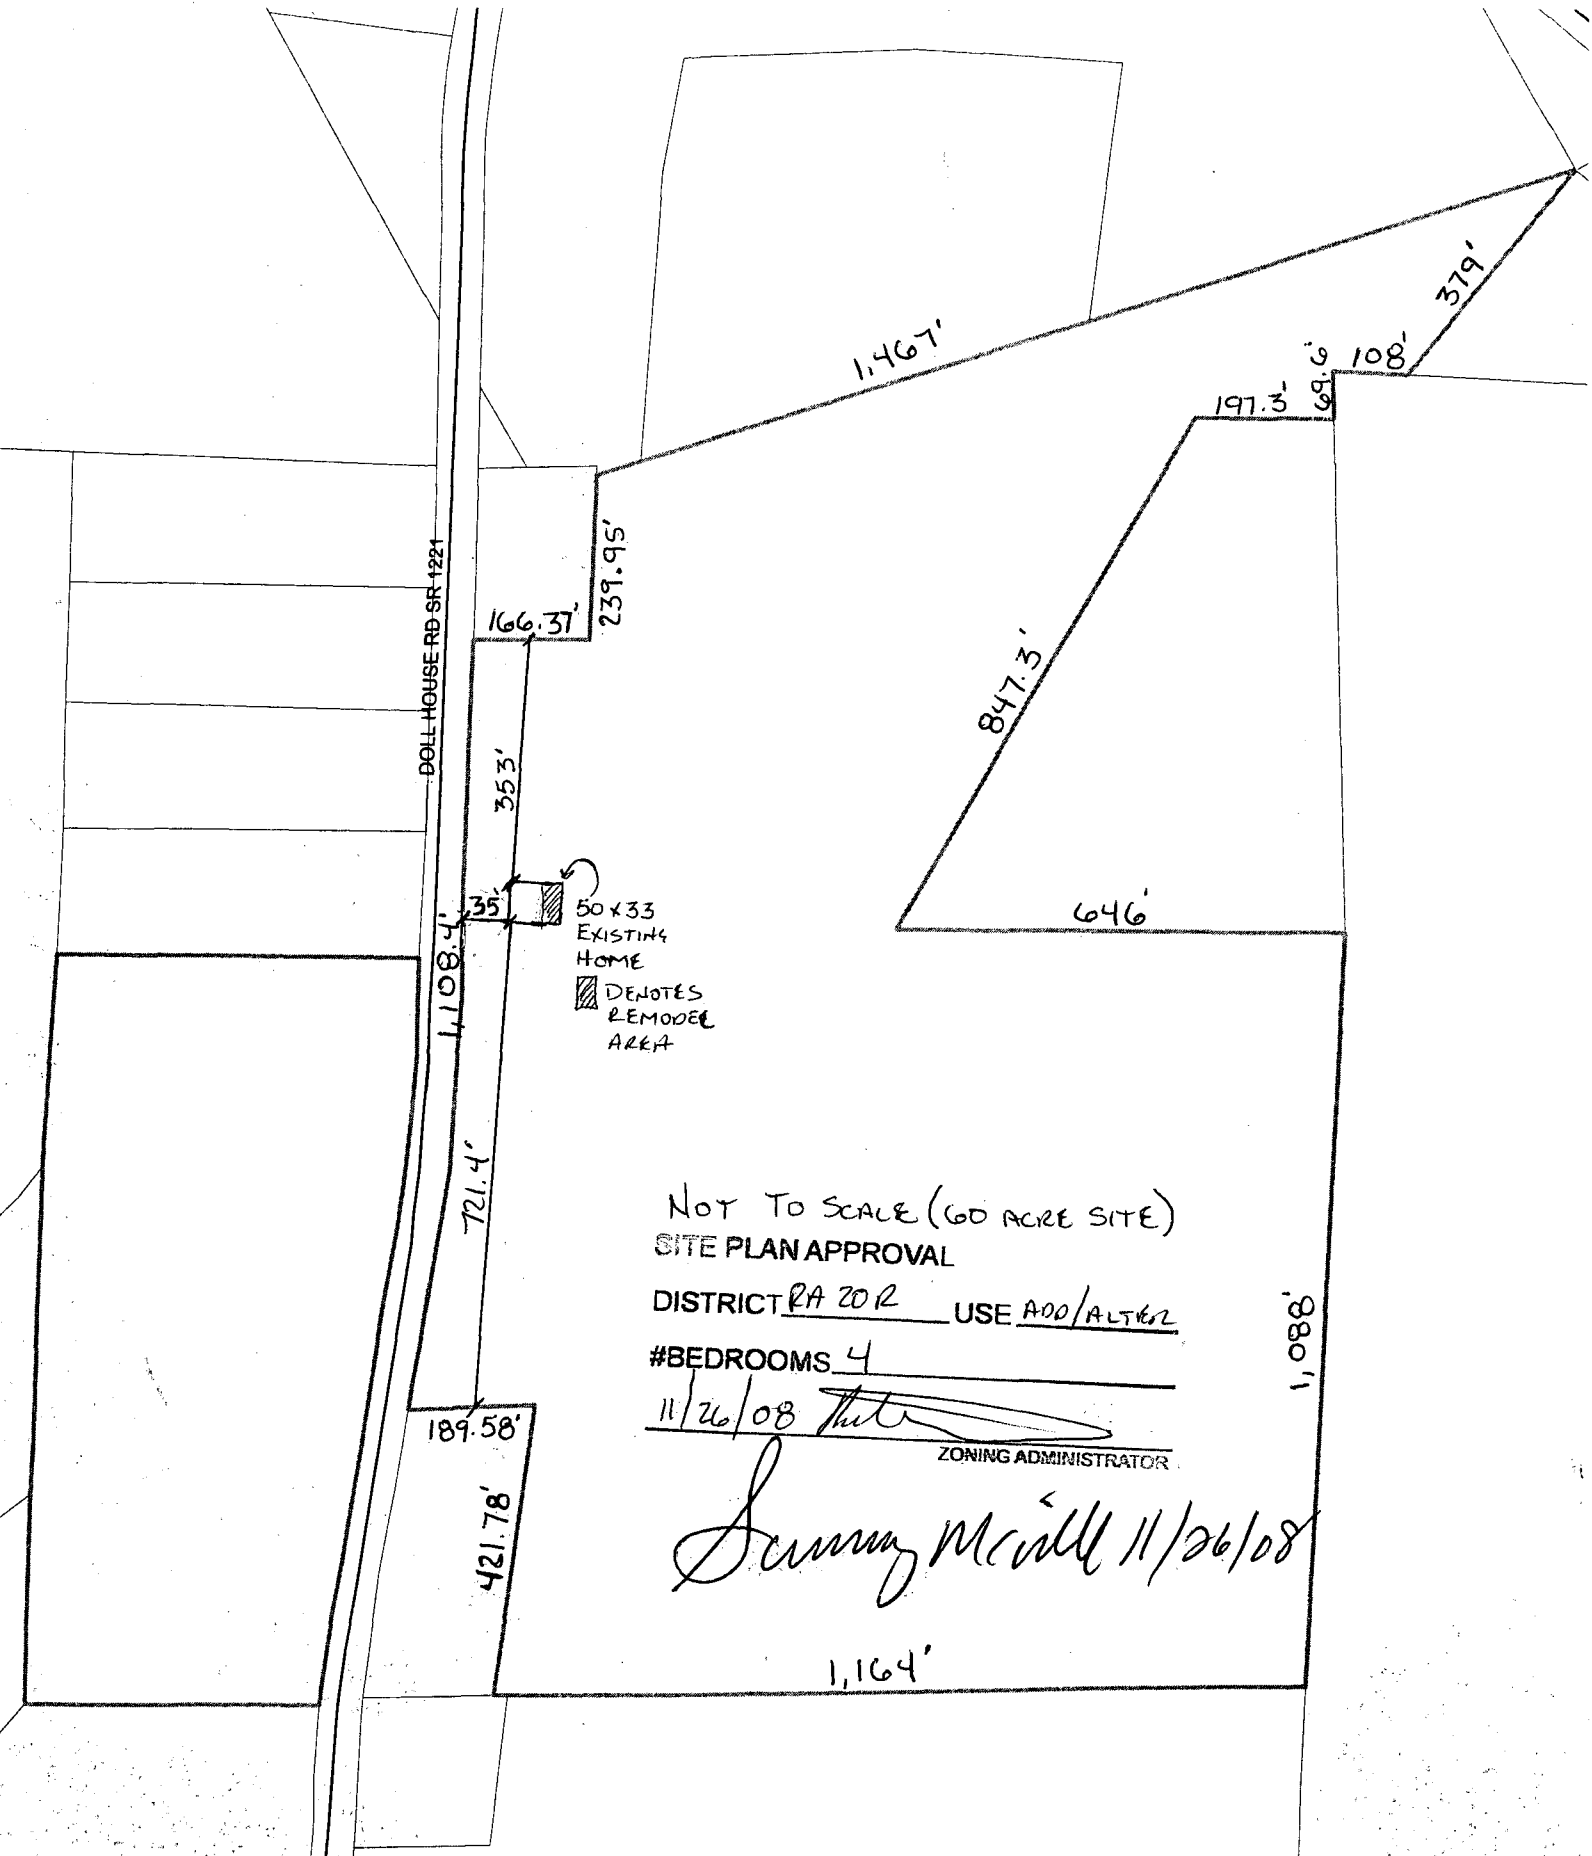 1,467'
379'
108'
69.6'
197.3'
239.95'
166.37'
DOLL HOUSE RD SR 1221
847.3'
353'
35'
50 x 33
EXISTING
HOME
DENOTES
REMODEL
AREA
646'
1,108.4'
721.4'
NOT TO SCALE (60 ACRE SITE)
SITE PLAN APPROVAL
DISTRICT RA 20R USE ADD/ALTER
#BEDROOMS 4
11/26/08
ZONING ADMINISTRATOR
1,088'
189.58'
421.78'
11/26/08
1,164'